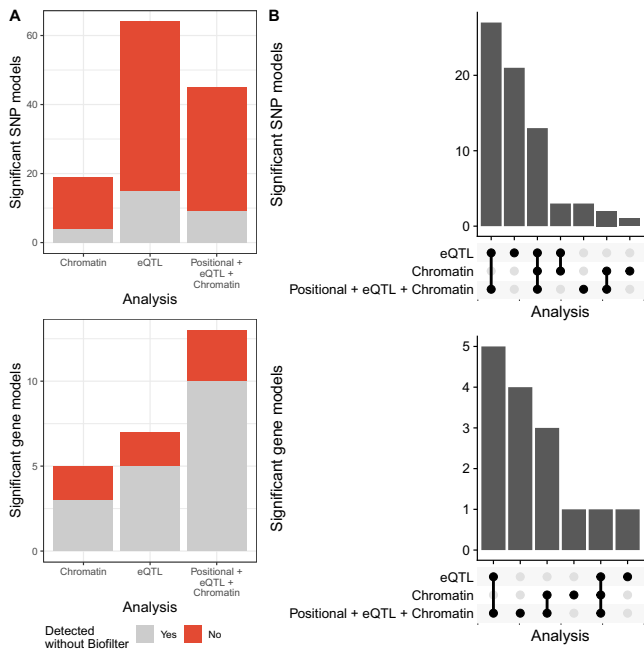 A
Significant SNP models
60
40
20
0
Chromatin
eQTL
Positional +
eQTL +
Chromatin
Analysis
Significant gene models
10
5
0
Chromatin
eQTL
Positional +
eQTL +
Chromatin
Analysis
Detected
without Biofilter
Yes
No
B
Significant SNP models
20
10
0
eQTL
Chromatin
Positional + eQTL + Chromatin
Analysis
Significant gene models
5
4
3
2
1
0
eQTL
Chromatin
Positional + eQTL + Chromatin
Analysis